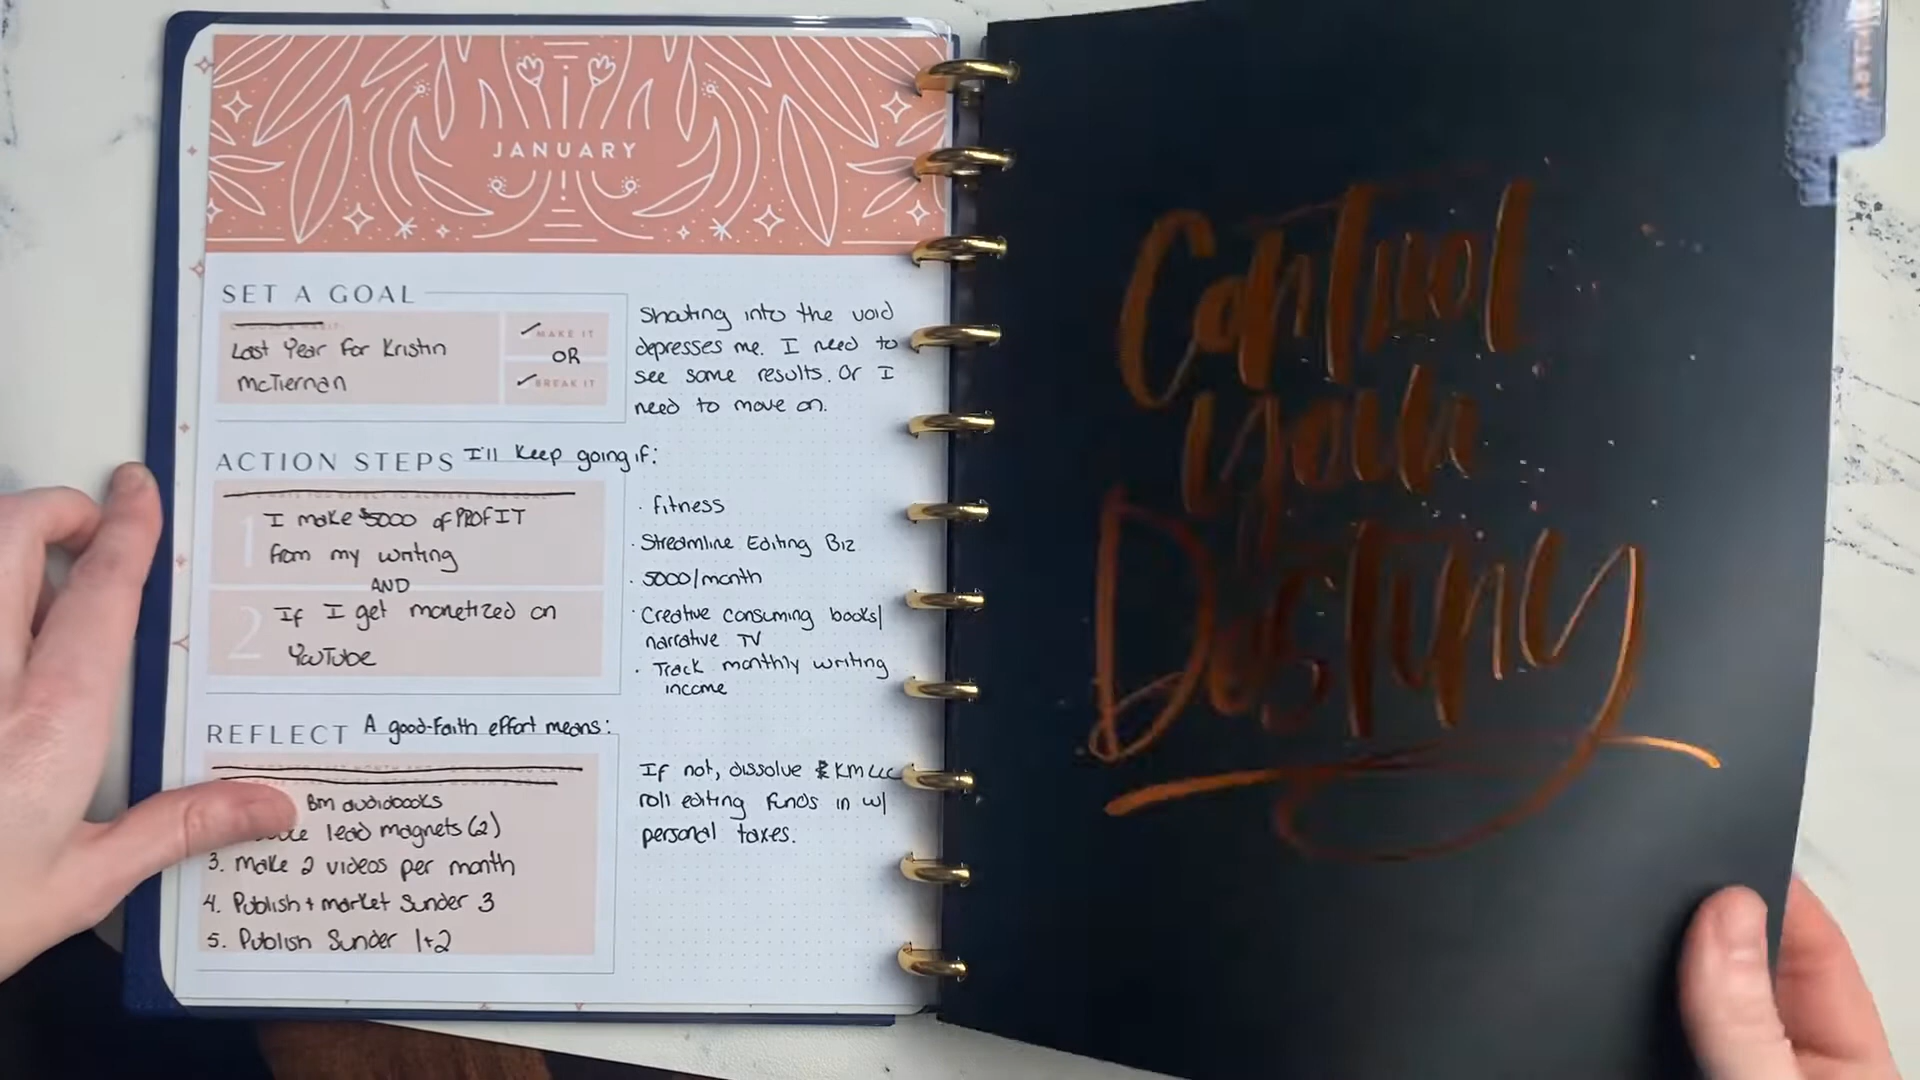 JANUARY
SET A GOAL
Last Year for Kristin
McTiernan
MAKE IT
OR
BREAK IT
Shouting into the void
depresses me. I need to
see some results. Or I
need to move on.
ACTION STEPS I'll keep going if:
1 I make $5000 of PROFIT
from my writing
AND
2 If I get monetized on
YouTube
· fitness
· Streamline Editing Biz
· 5000/month
· Creative consuming books/
narrative TV
· Track monthly writing
income
REFLECT A good-Faith effort means:
BM audiobooks
lead magnets (2)
3. Make 2 videos per month
4. Publish + market Sunder 3
5. Publish Sunder 1+2
If not, dissolve KM LLC
roll editing funds in w/
personal taxes.
Control
your
Destiny